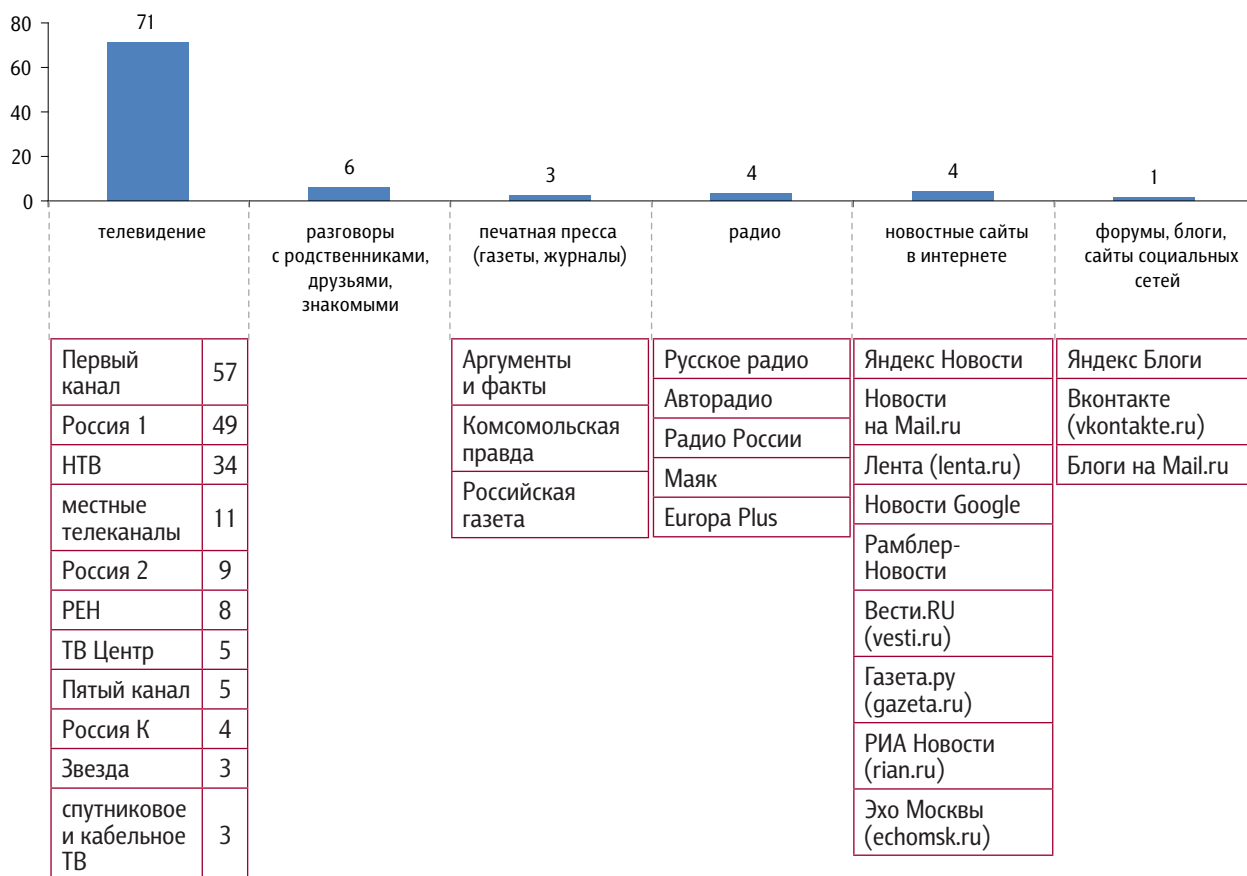 80
60
40
20
0
71
6
3
4
4
1
телевидение
разговоры
с родственниками,
друзьями,
знакомыми
печатная пресса
(газеты, журналы)
радио
новостные сайты
в интернете
форумы, блоги,
сайты социальных
сетей
Первый
канал
57
Россия 1
49
НТВ
34
местные
телеканалы
11
Россия 2
9
РЕН
8
ТВ Центр
5
Пятый канал
5
Россия К
4
Звезда
3
спутниковое
и кабельное
ТВ
3
Аргументы
и факты
Комсомольская
правда
Российская
газета
Русское радио
Авторадио
Радио России
Маяк
Europa Plus
Яндекс Новости
Новости
на Mail.ru
Лента (lenta.ru)
Новости Google
Рамблер-
Новости
Вести.RU
(vesti.ru)
Газета.ру
(gazeta.ru)
РИА Новости
(rian.ru)
Эхо Москвы
(echomsk.ru)
Яндекс Блоги
Вконтакте
(vkontakte.ru)
Блоги на Mail.ru